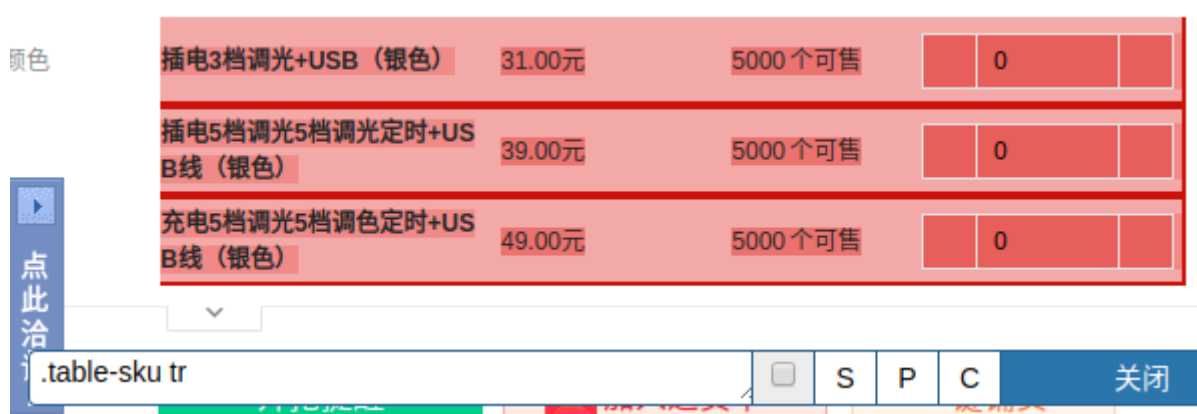 颜色
插电3档调光+USB（银色）
31.00元
5000 个可售
0
插电5档调光5档调光定时+US
B线（银色）
39.00元
5000 个可售
0
充电5档调光5档调色定时+US
B线（银色）
49.00元
5000 个可售
0
点此洽
.table-sku tr
S
P
C
关闭